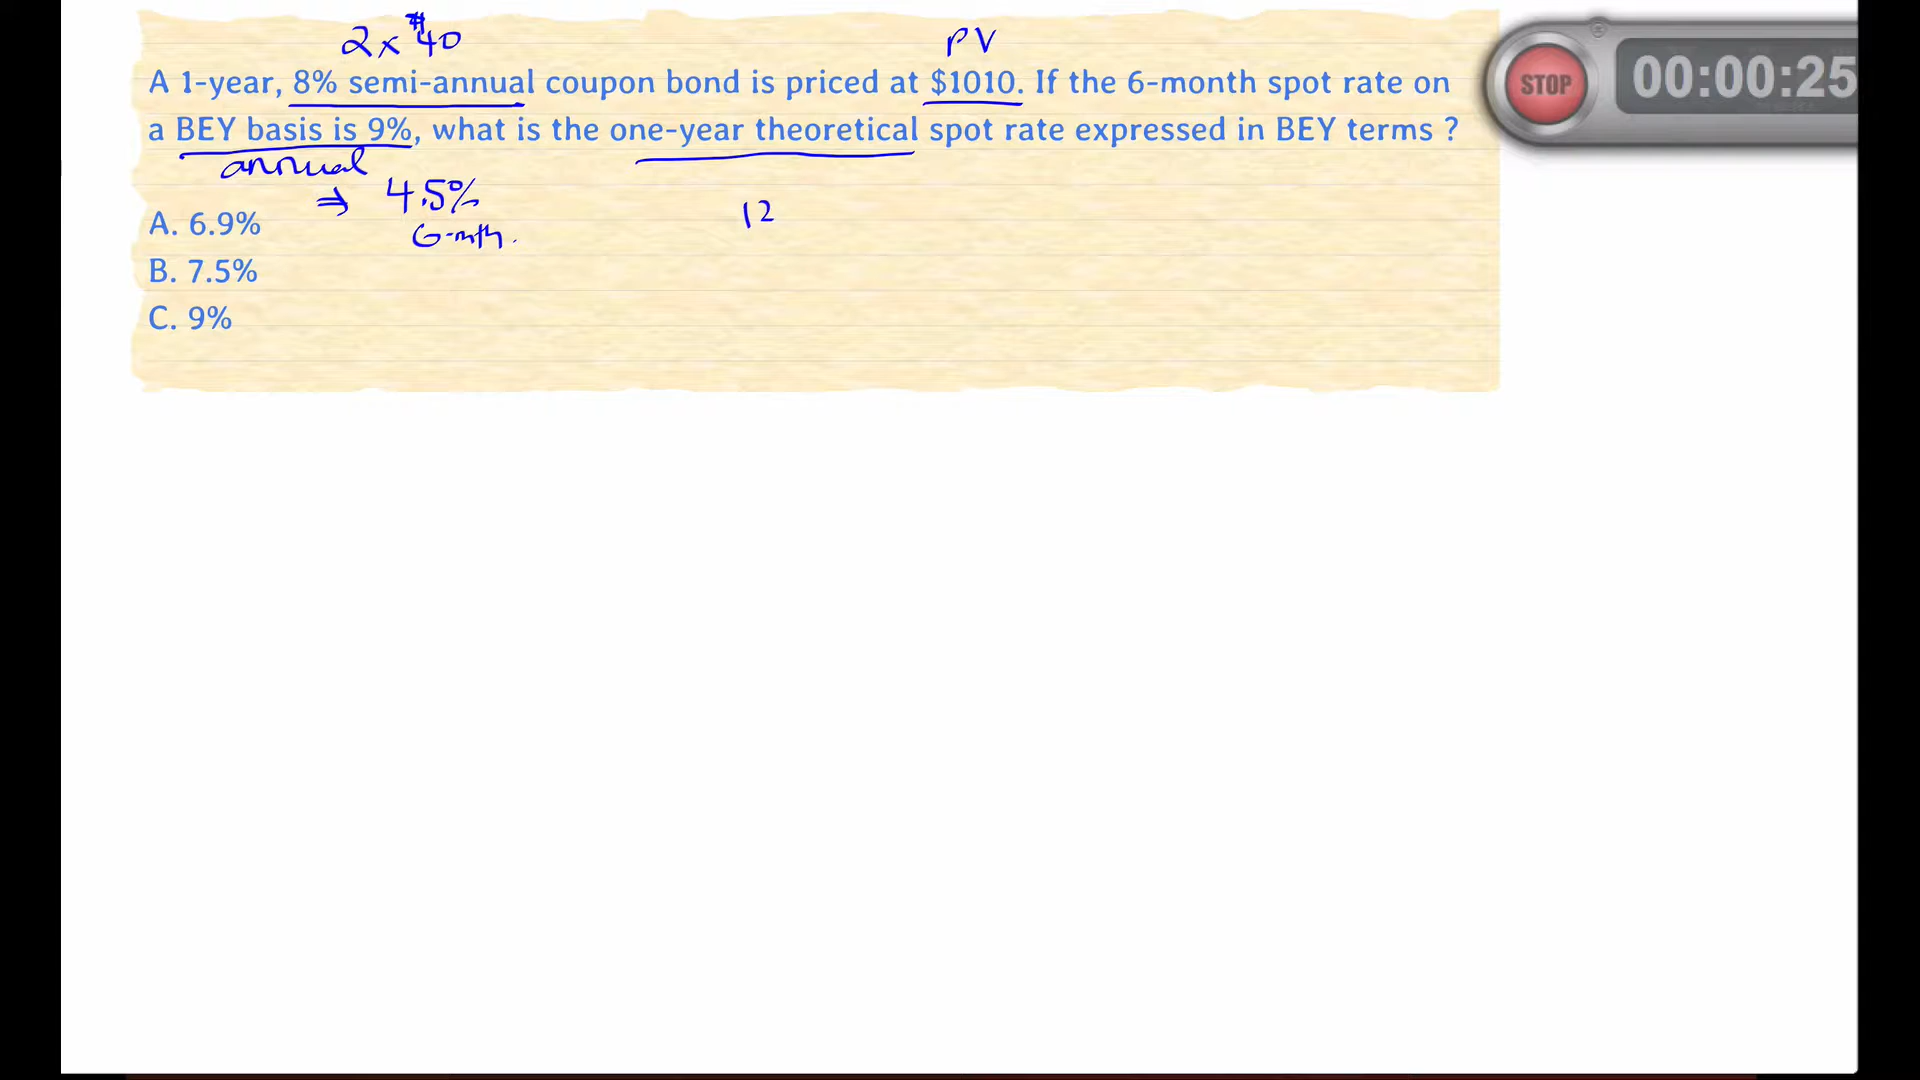 2 x $40
PV
A 1-year, 8% semi-annual coupon bond is priced at $1010. If the 6-month spot rate on
a BEY basis is 9%, what is the one-year theoretical spot rate expressed in BEY terms ?
annual
⇒ 4.5%
6-mth.
12
A. 6.9%
B. 7.5%
C. 9%
STOP
00:00:25